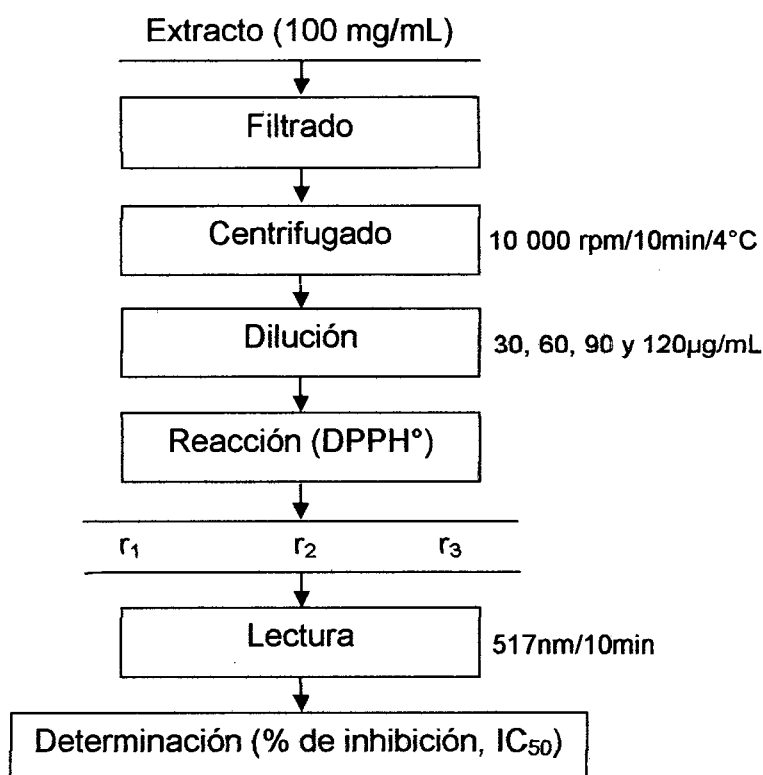 Extracto (100 mg/mL)
Filtrado
Centrifugado
10 000 rpm/10min/4°C
Dilución
30, 60, 90 y 120µg/mL
Reacción (DPPH°)
r₁ r₂ r₃
Lectura
517nm/10min
Determinación (% de inhibición, IC₅₀)